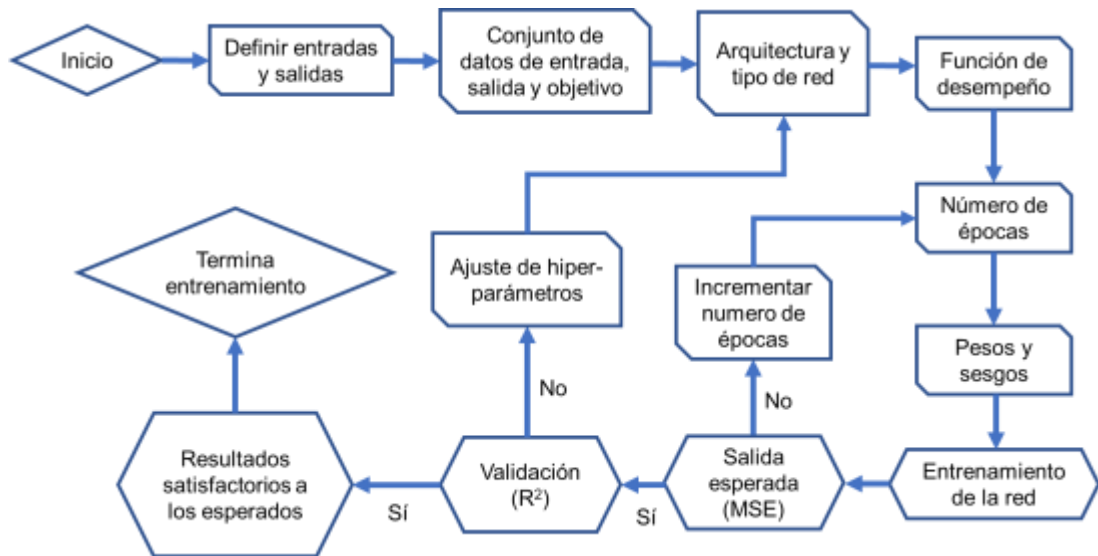 Inicio
Definir entradas
y salidas
Conjunto de
datos de entrada,
salida y objetivo
Arquitectura y
tipo de red
Función de
desempeño
Número de
épocas
Pesos y
sesgos
Entrenamiento
de la red
Salida
esperada
(MSE)
No
Incrementar
numero de
épocas
Sí
Validación
(R²)
No
Ajuste de hiper-
parámetros
Sí
Resultados
satisfactorios a
los esperados
Termina
entrenamiento